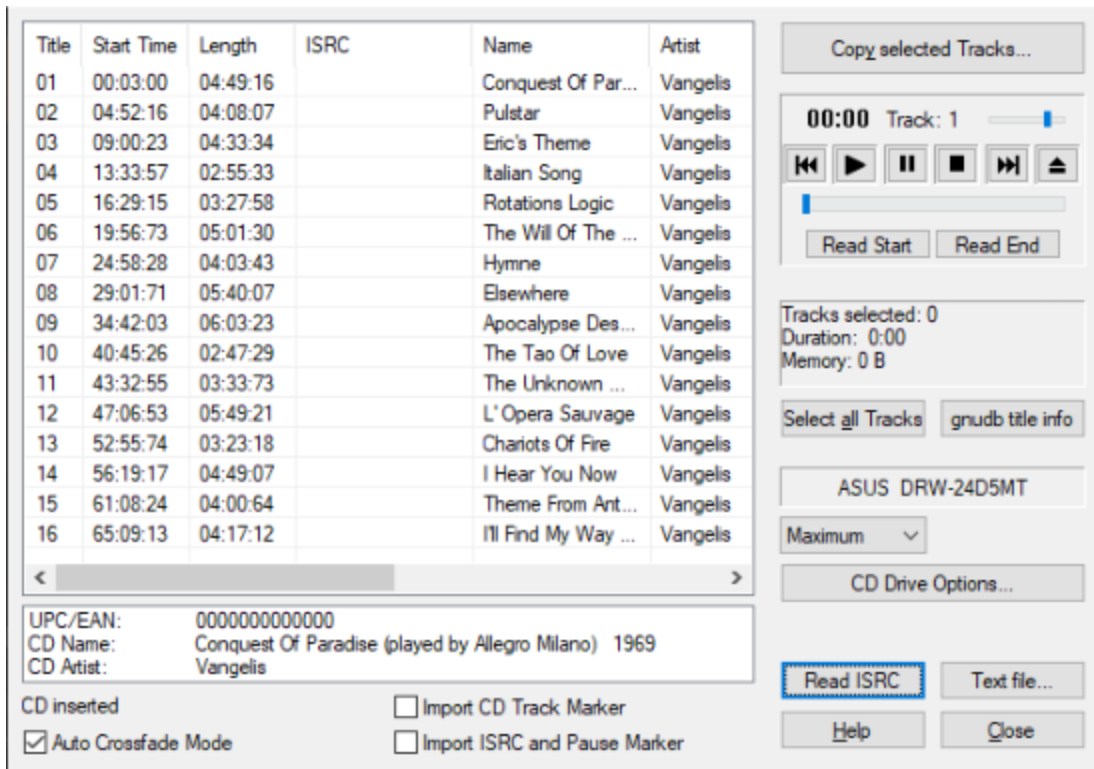 Title Start Time Length ISRC Name Artist
01 00:03:00 04:49:16 Conquest Of Par... Vangelis
02 04:52:16 04:08:07 Pulstar Vangelis
03 09:00:23 04:33:34 Eric's Theme Vangelis
04 13:33:57 02:55:33 Italian Song Vangelis
05 16:29:15 03:27:58 Rotations Logic Vangelis
06 19:56:73 05:01:30 The Will Of The ... Vangelis
07 24:58:28 04:03:43 Hymne Vangelis
08 29:01:71 05:40:07 Elsewhere Vangelis
09 34:42:03 06:03:23 Apocalypse Des... Vangelis
10 40:45:26 02:47:29 The Tao Of Love Vangelis
11 43:32:55 03:33:73 The Unknown ... Vangelis
12 47:06:53 05:49:21 L' Opera Sauvage Vangelis
13 52:55:74 03:23:18 Chariots Of Fire Vangelis
14 56:19:17 04:49:07 I Hear You Now Vangelis
15 61:08:24 04:00:64 Theme From Ant... Vangelis
16 65:09:13 04:17:12 I'll Find My Way ... Vangelis
UPC/EAN: 0000000000000
CD Name: Conquest Of Paradise (played by Allegro Milano) 1969
CD Artist: Vangelis
CD inserted
Auto Crossfade Mode
Import CD Track Marker
Import ISRC and Pause Marker
Copy selected Tracks...
00:00 Track: 1
Read Start Read End
Tracks selected: 0
Duration: 0:00
Memory: 0 B
Select all Tracks gnudb title info
ASUS DRW-24D5MT
Maximum
CD Drive Options...
Read ISRC Text file...
Help Close